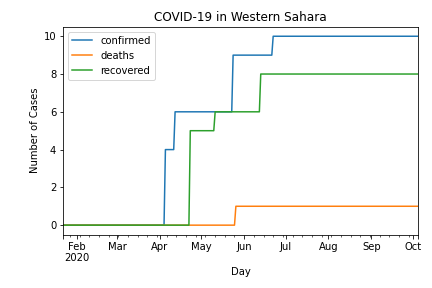 COVID-19 in Western Sahara
confirmed
deaths
recovered
Number of Cases
10
8
6
4
2
0
Feb Mar Apr May Jun Jul Aug Sep Oct
2020
Day